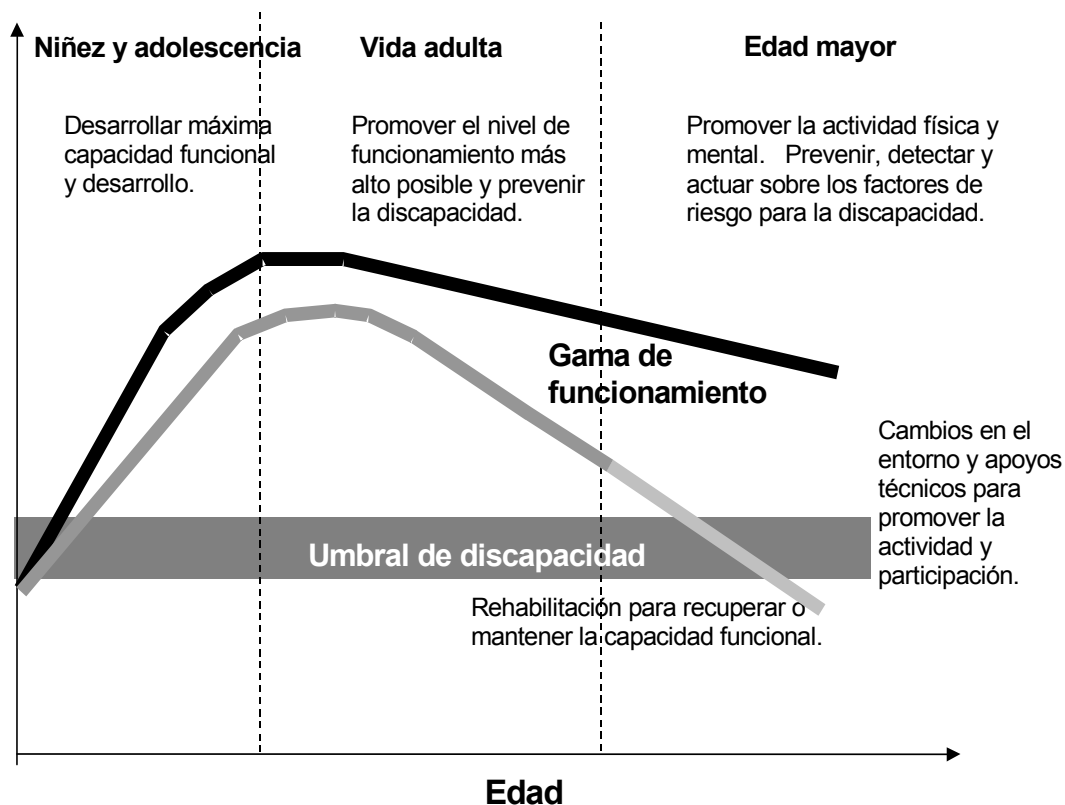 Niñez y adolescencia
Vida adulta
Edad mayor
Desarrollar máxima
capacidad funcional
y desarrollo.
Promover el nivel de
funcionamiento más
alto posible y prevenir
la discapacidad.
Promover la actividad física y
mental. Prevenir, detectar y
actuar sobre los factores de
riesgo para la discapacidad.
Gama de
funcionamiento
Cambios en el
entorno y apoyos
técnicos para
promover la
actividad y
participación.
Umbral de discapacidad
Rehabilitación para recuperar o
mantener la capacidad funcional.
Edad